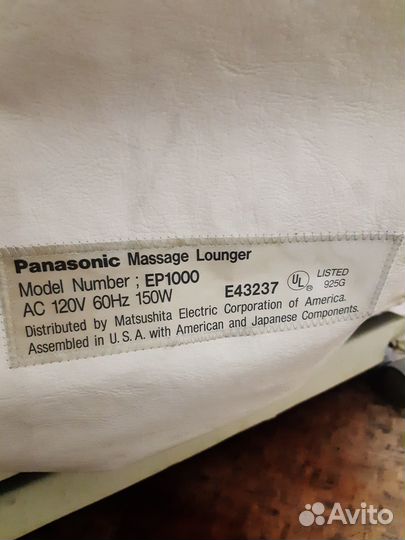 Panasonic Massage Lounger
Model Number ; EP1000
AC 120V 60Hz 150W E43237 UL ® LISTED 925G
Distributed by Matsushita Electric Corporation of America.
Assembled in U.S.A. with American and Japanese Components.
Avito